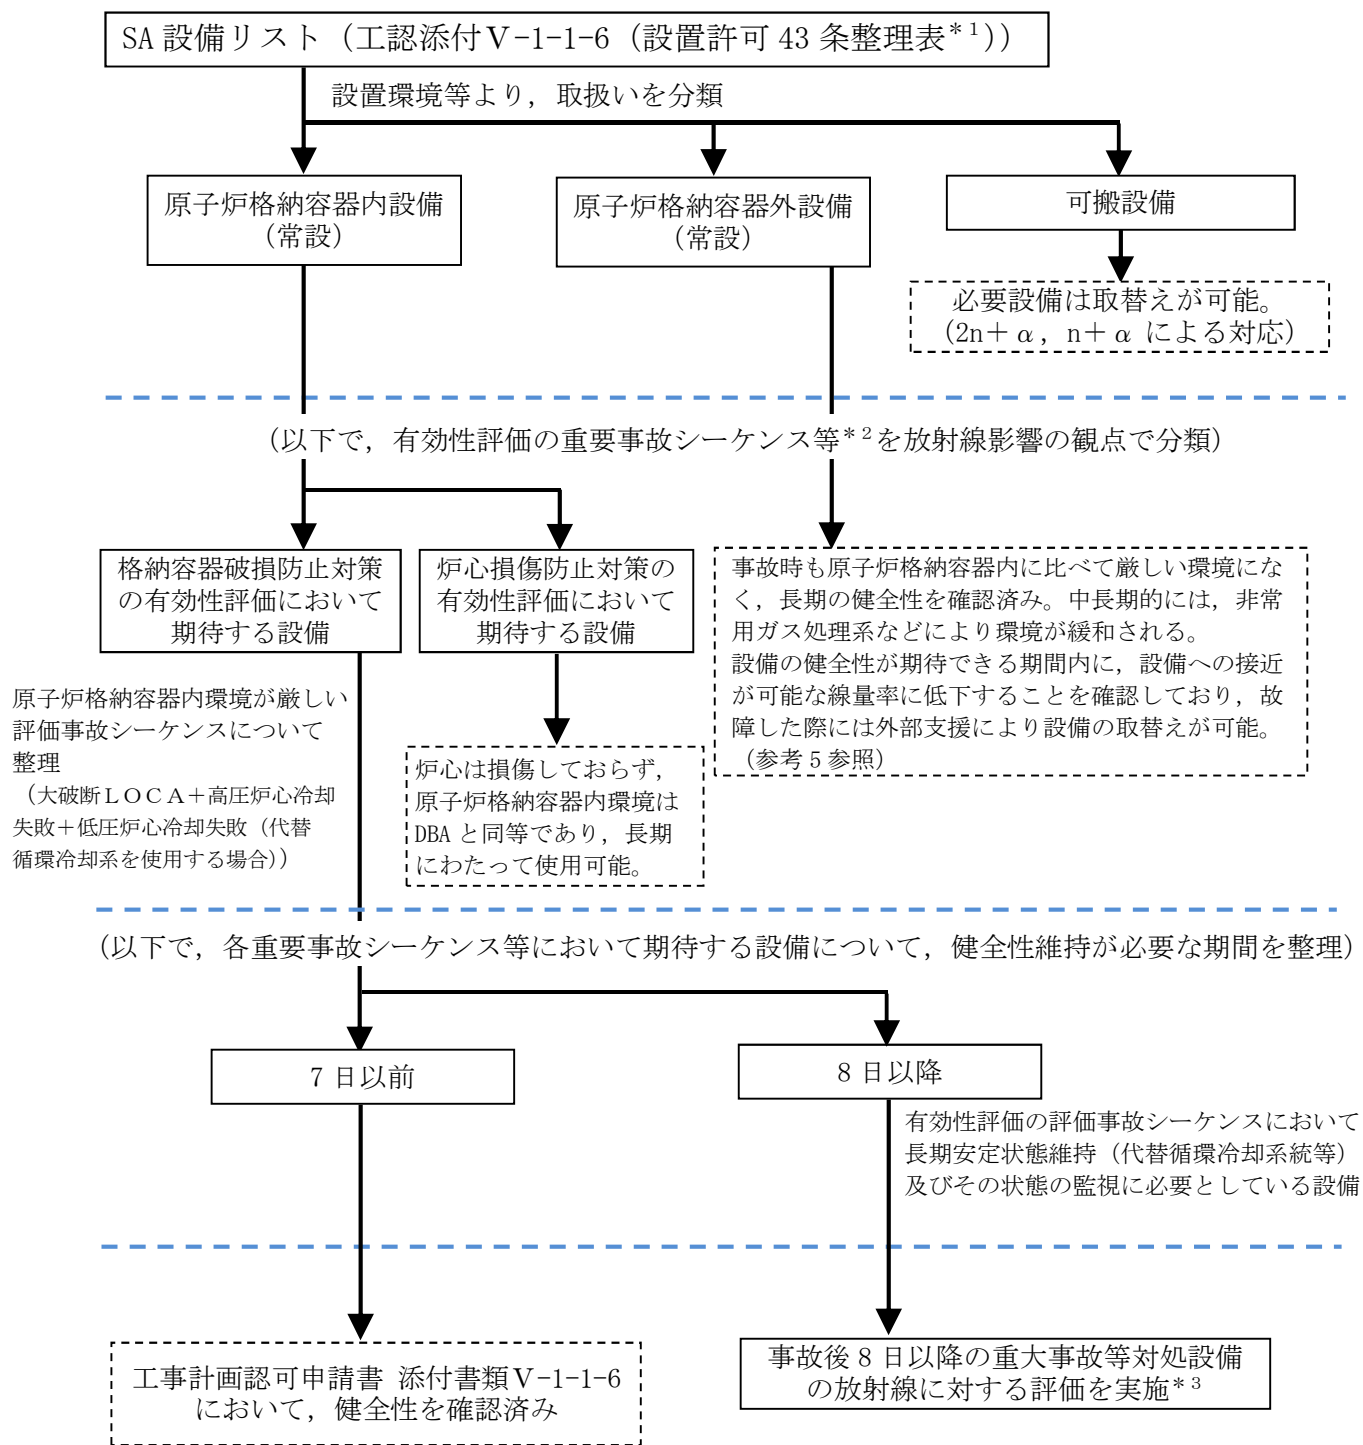 SA 設備リスト（工認添付Ⅴ-1-1-6（設置許可 43 条整理表＊１））
設置環境等より，取扱いを分類
原子炉格納容器内設備
（常設）
原子炉格納容器外設備
（常設）
可搬設備
必要設備は取替えが可能。
（2n＋α，n＋α による対応）
（以下で，有効性評価の重要事故シーケンス等＊２を放射線影響の観点で分類）
格納容器破損防止対策
の有効性評価において
期待する設備
炉心損傷防止対策の
有効性評価において
期待する設備
事故時も原子炉格納容器内に比べて厳しい環境にな
く，長期の健全性を確認済み。中長期的には，非常
用ガス処理系などにより環境が緩和される。
設備の健全性が期待できる期間内に，設備への接近
が可能な線量率に低下することを確認しており，故
障した際には外部支援により設備の取替えが可能。
（参考５参照）
原子炉格納容器内環境が厳しい
評価事故シーケンスについて
整理
（大破断ＬＯＣＡ＋高圧炉心冷却
失敗＋低圧炉心冷却失敗（代替
循環冷却系を使用する場合））
炉心は損傷しておらず，
原子炉格納容器内環境は
DBA と同等であり，長期
にわたって使用可能。
（以下で，各重要事故シーケンス等において期待する設備について，健全性維持が必要な期間を整理）
7 日以前
8 日以降
有効性評価の評価事故シーケンスにおいて
長期安定状態維持（代替循環冷却系統等）
及びその状態の監視に必要としている設備
工事計画認可申請書 添付書類Ⅴ-1-1-6
において，健全性を確認済み
事故後 8 日以降の重大事故等対処設備
の放射線に対する評価を実施＊３